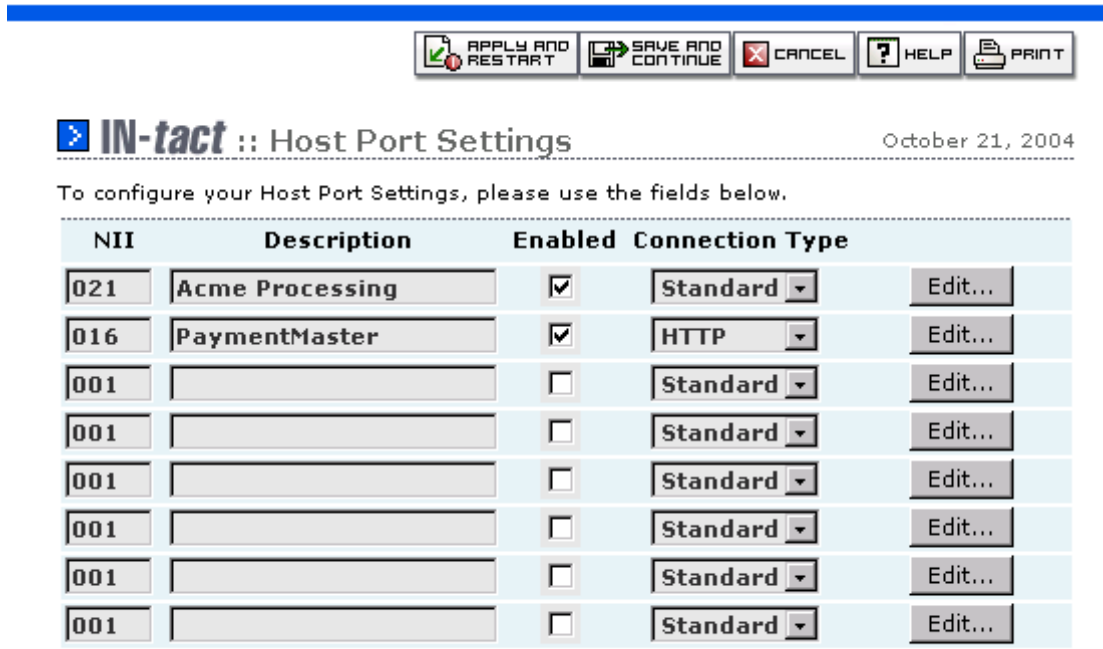 APPLY AND RESTART SAVE AND CONTINUE CANCEL ? HELP PRINT
IN-tact :: Host Port Settings October 21, 2004
To configure your Host Port Settings, please use the fields below.
NII Description Enabled Connection Type
021 Acme Processing Standard Edit...
016 PaymentMaster HTTP Edit...
001 Standard Edit...
001 Standard Edit...
001 Standard Edit...
001 Standard Edit...
001 Standard Edit...
001 Standard Edit...